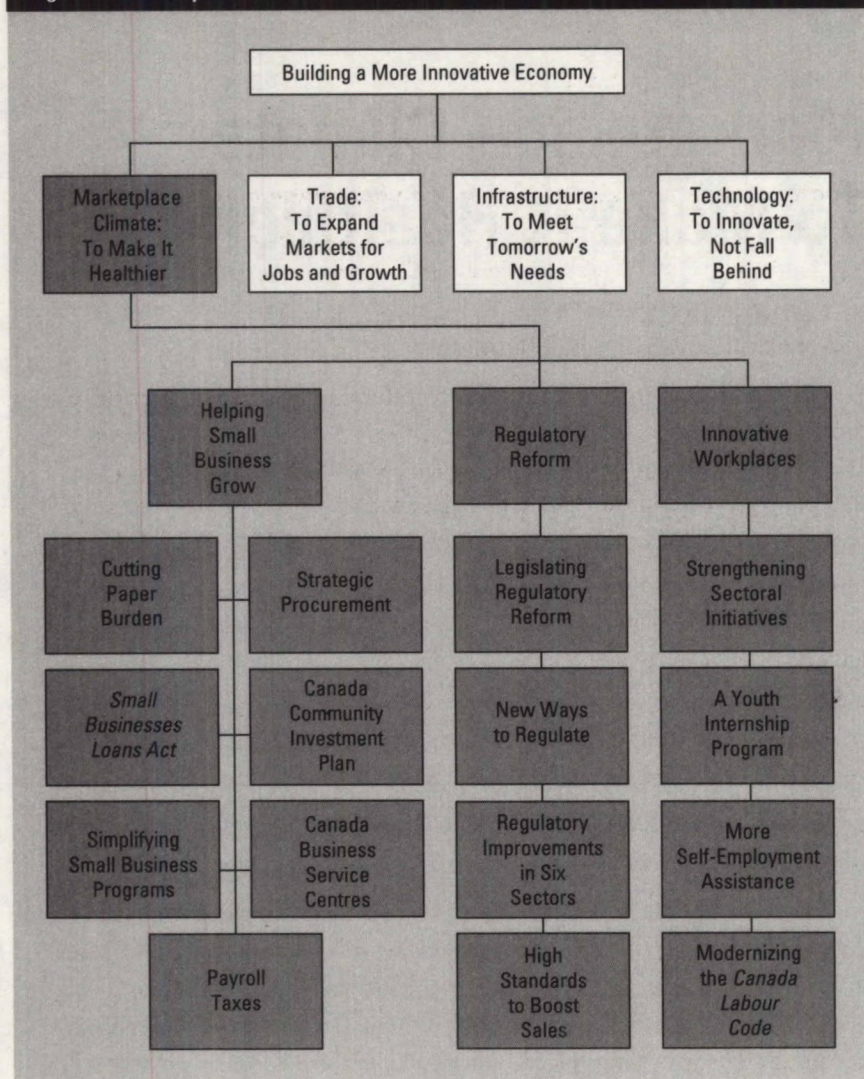 Building a More Innovative Economy
Marketplace
Climate:
To Make It
Healthier
Trade:
To Expand
Markets for
Jobs and Growth
Infrastructure:
To Meet
Tomorrow's
Needs
Technology:
To Innovate,
Not Fall
Behind
Helping
Small
Business
Grow
Regulatory
Reform
Innovative
Workplaces
Cutting
Paper
Burden
Strategic
Procurement
Legislating
Regulatory
Reform
Strengthening
Sectoral
Initiatives
Small
Businesses
Loans Act
Canada
Community
Investment
Plan
New Ways
to Regulate
A Youth
Internship
Program
Simplifying
Small Business
Programs
Canada
Business
Service
Centres
Regulatory
Improvements
in Six
Sectors
More
Self-Employment
Assistance
Payroll
Taxes
High
Standards
to Boost
Sales
Modernizing
the Canada
Labour
Code